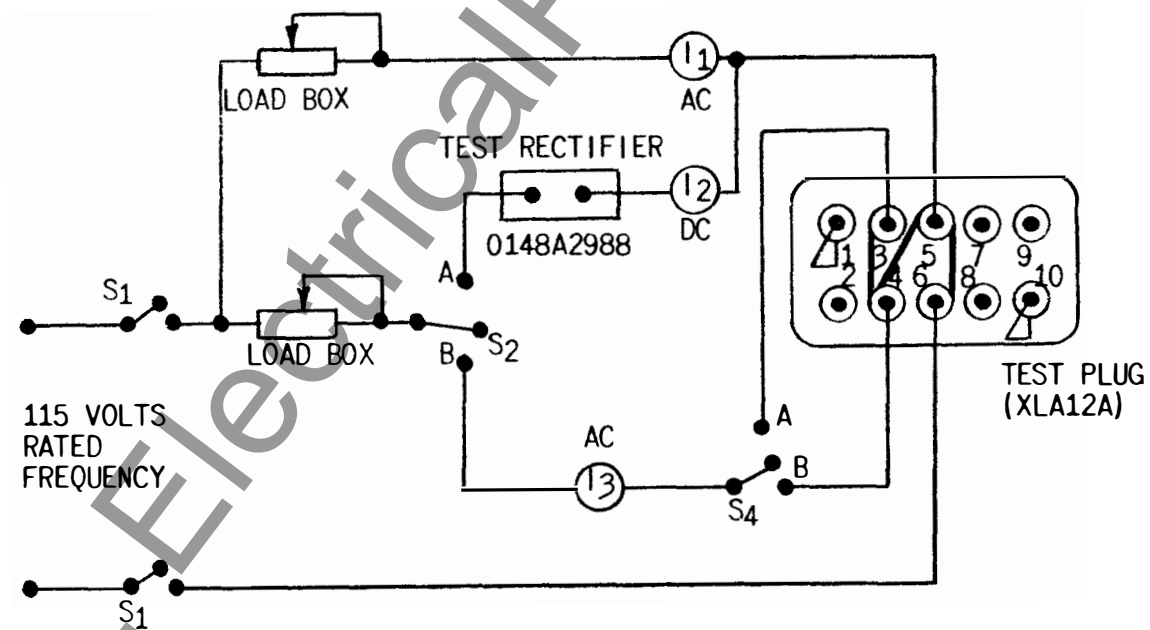 LOAD BOX
I1
AC
TEST RECTIFIER
I2
DC
0148A2988
A
S1
LOAD BOX
S2
B
1 3 5 7 9
2 4 6 8 10
TEST PLUG
(XLA12A)
115 VOLTS
RATED
FREQUENCY
AC
I3
A
B
S4
S1
Electrical